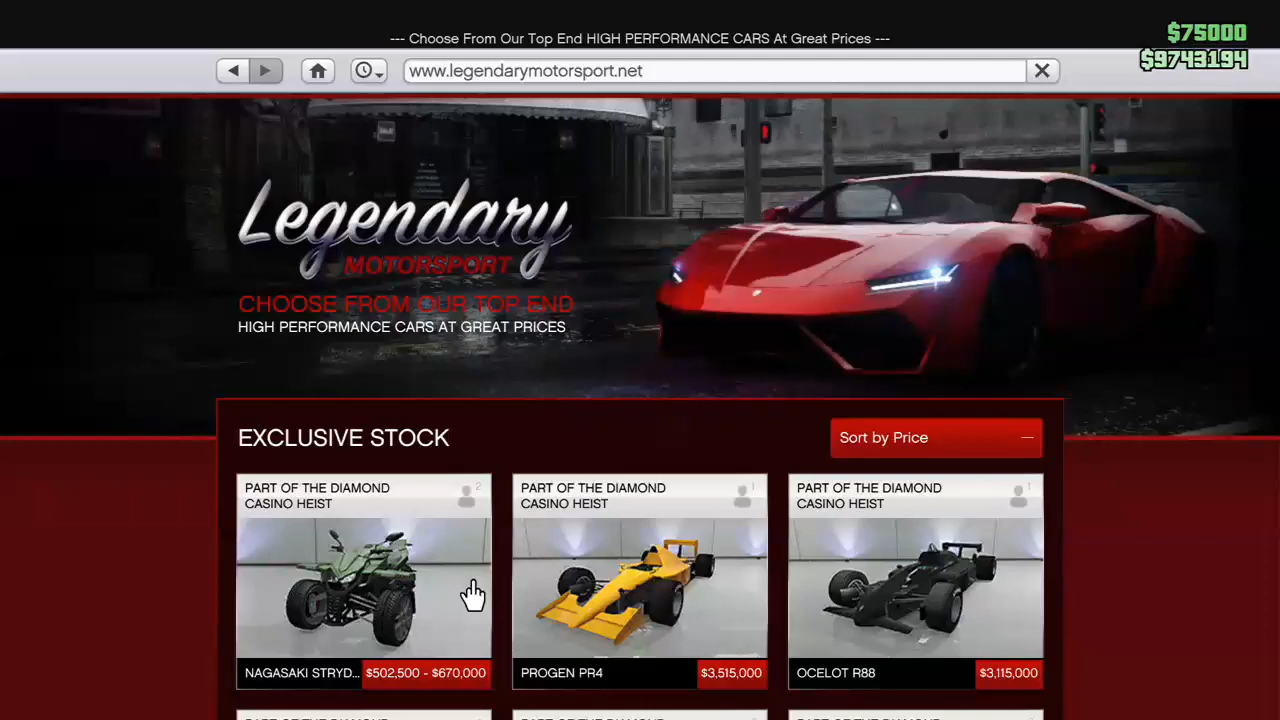 --- Choose From Our Top End HIGH PERFORMANCE CARS At Great Prices ---
$75000
$9743194
www.legendarymotorsport.net
Legendary
MOTORSPORT
CHOOSE FROM OUR TOP END
HIGH PERFORMANCE CARS AT GREAT PRICES
EXCLUSIVE STOCK
Sort by Price
PART OF THE DIAMOND
CASINO HEIST
2
NAGASAKI STRYD...
$502,500 - $670,000
PART OF THE DIAMOND
CASINO HEIST
1
PROGEN PR4
$3,515,000
PART OF THE DIAMOND
CASINO HEIST
1
OCELOT R88
$3,115,000